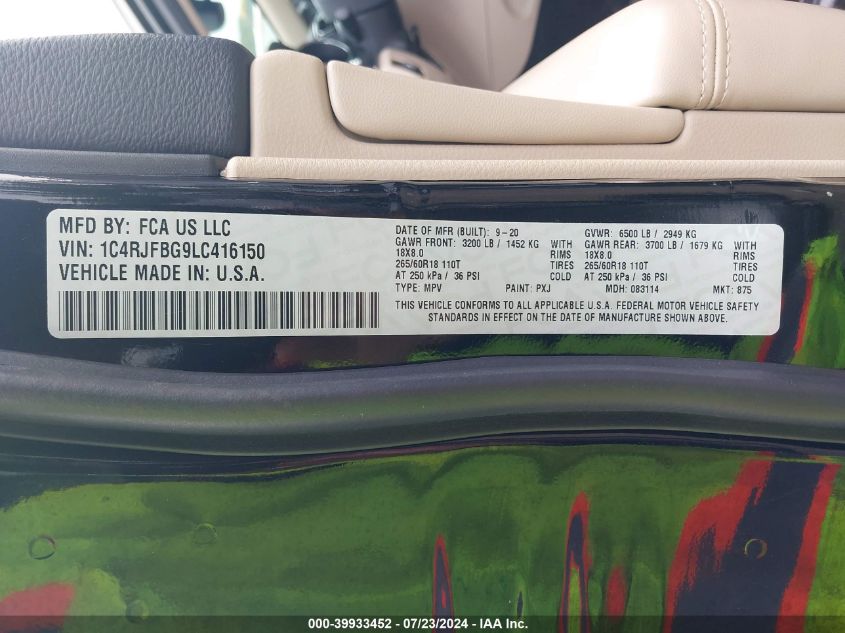 MFD BY: FCA US LLC
VIN: 1C4RJFBG9LC416150
VEHICLE MADE IN: U.S.A.
DATE OF MFR (BUILT): 9-20 GVWR: 6500 LB / 2949 KG
GAWR FRONT: 3200 LB / 1452 KG WITH GAWR REAR: 3700 LB / 1679 KG WITH
18X8.0 RIMS 18X8.0 RIMS
265/60R18 110T TIRES 265/60R18 110T TIRES
AT 250 kPa / 36 PSI COLD AT 250 kPa / 36 PSI COLD
TYPE: MPV PAINT: PXJ MDH: 083114 MKT: 875
THIS VEHICLE CONFORMS TO ALL APPLICABLE U.S.A. FEDERAL MOTOR VEHICLE SAFETY
STANDARDS IN EFFECT ON THE DATE OF MANUFACTURE SHOWN ABOVE.
000-39933452 - 07/23/2024 - IAA Inc.